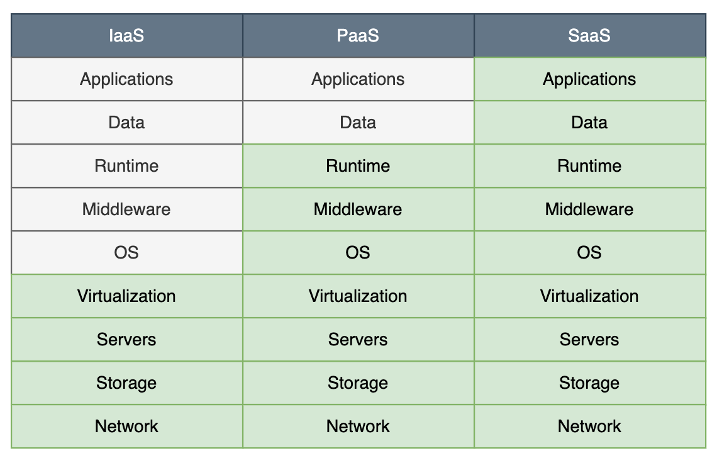 IaaS PaaS SaaS
Applications Applications Applications
Data Data Data
Runtime Runtime Runtime
Middleware Middleware Middleware
OS OS OS
Virtualization Virtualization Virtualization
Servers Servers Servers
Storage Storage Storage
Network Network Network